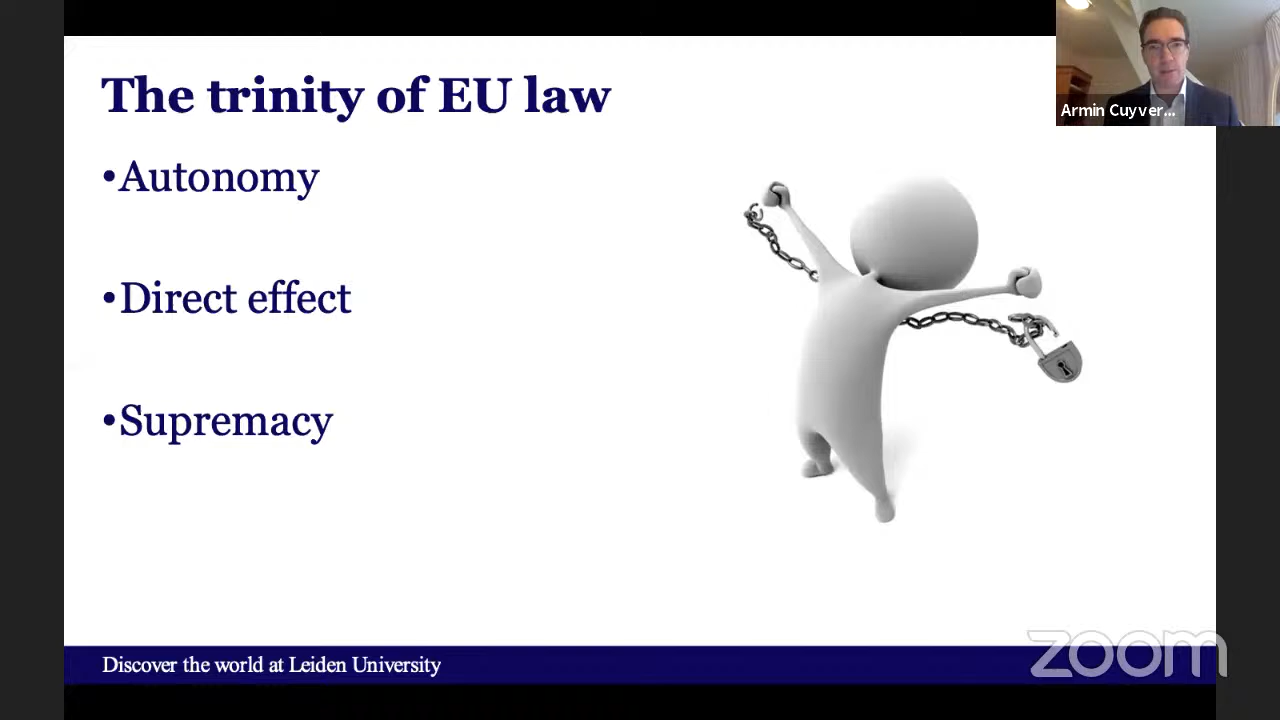 The trinity of EU law
•Autonomy
•Direct effect
•Supremacy
Armin Cuyver...
Discover the world at Leiden University
zoom